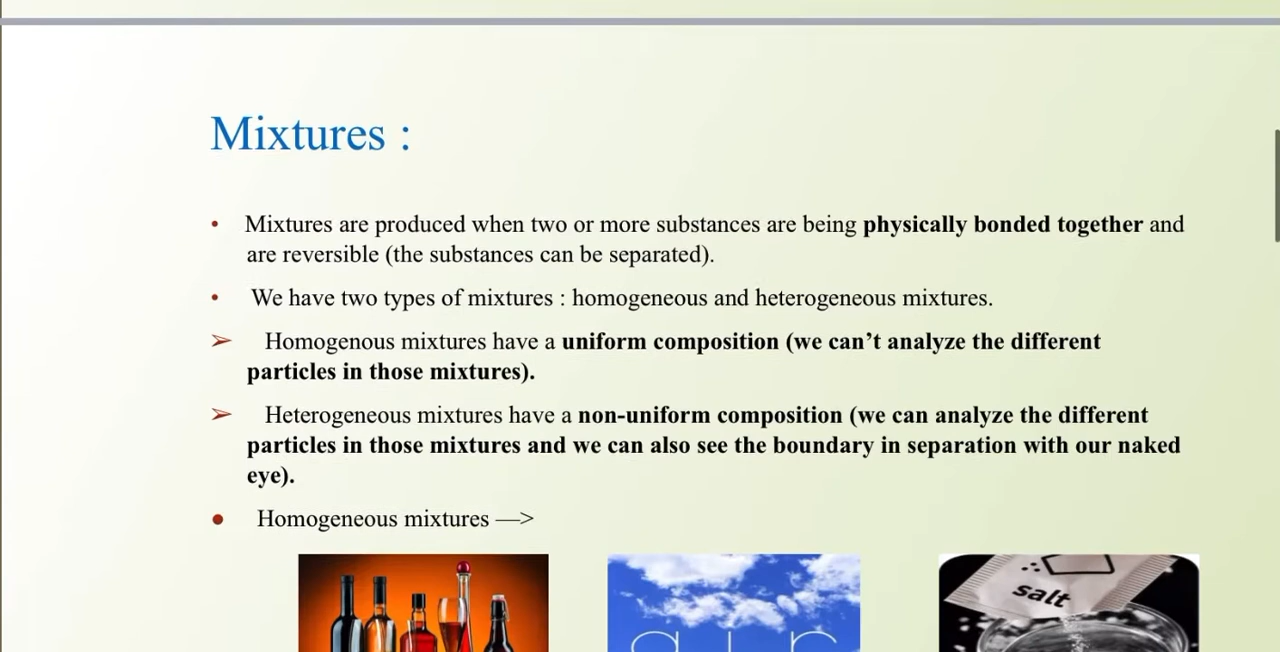 Mixtures :
• Mixtures are produced when two or more substances are being physically bonded together and
are reversible (the substances can be separated).
• We have two types of mixtures : homogeneous and heterogeneous mixtures.
➢ Homogenous mixtures have a uniform composition (we can’t analyze the different
particles in those mixtures).
➢ Heterogeneous mixtures have a non-uniform composition (we can analyze the different
particles in those mixtures and we can also see the boundary in separation with our naked
eye).
● Homogeneous mixtures —>
air
salt